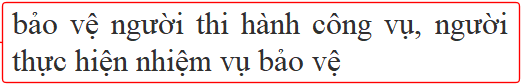 bảo vệ người thi hành công vụ, người
thực hiện nhiệm vụ bảo vệ